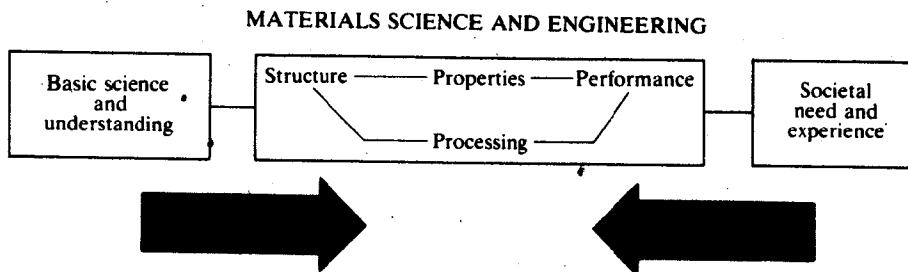 MATERIALS SCIENCE AND ENGINEERING
Basic science
and
understanding
Structure
Properties
Performance
Processing
Societal
need and
experience